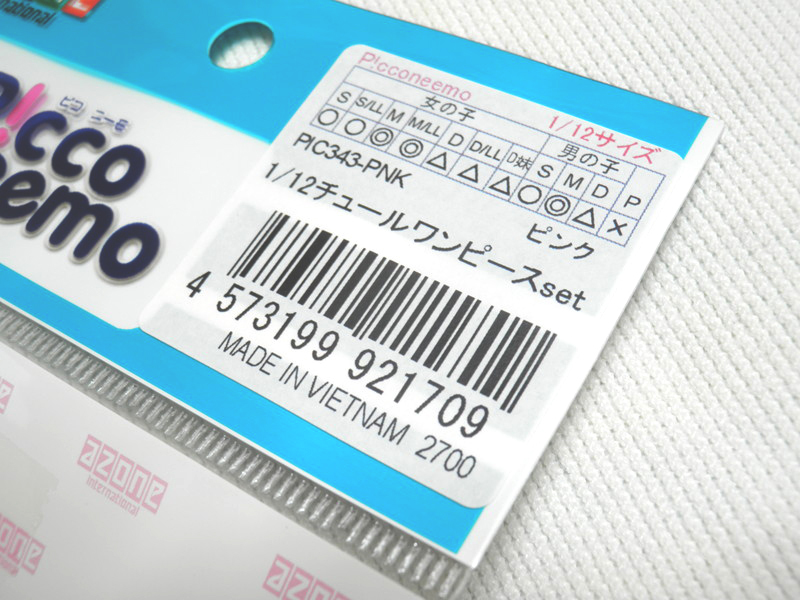 ピコ ニーモ
P!cco
neemo
P!cconeemo 1/12サイズ
女の子 男の子
S S/LL M M/LL D D/LL D妹 S M D P
○ ○ ◎ ◎ △ △ △ ○ ◎ △ ×
PIC343-PNK ピンク
1/12チュールワンピースset
4 573199 921709
MADE IN VIETNAM 2700
azone
international
azone